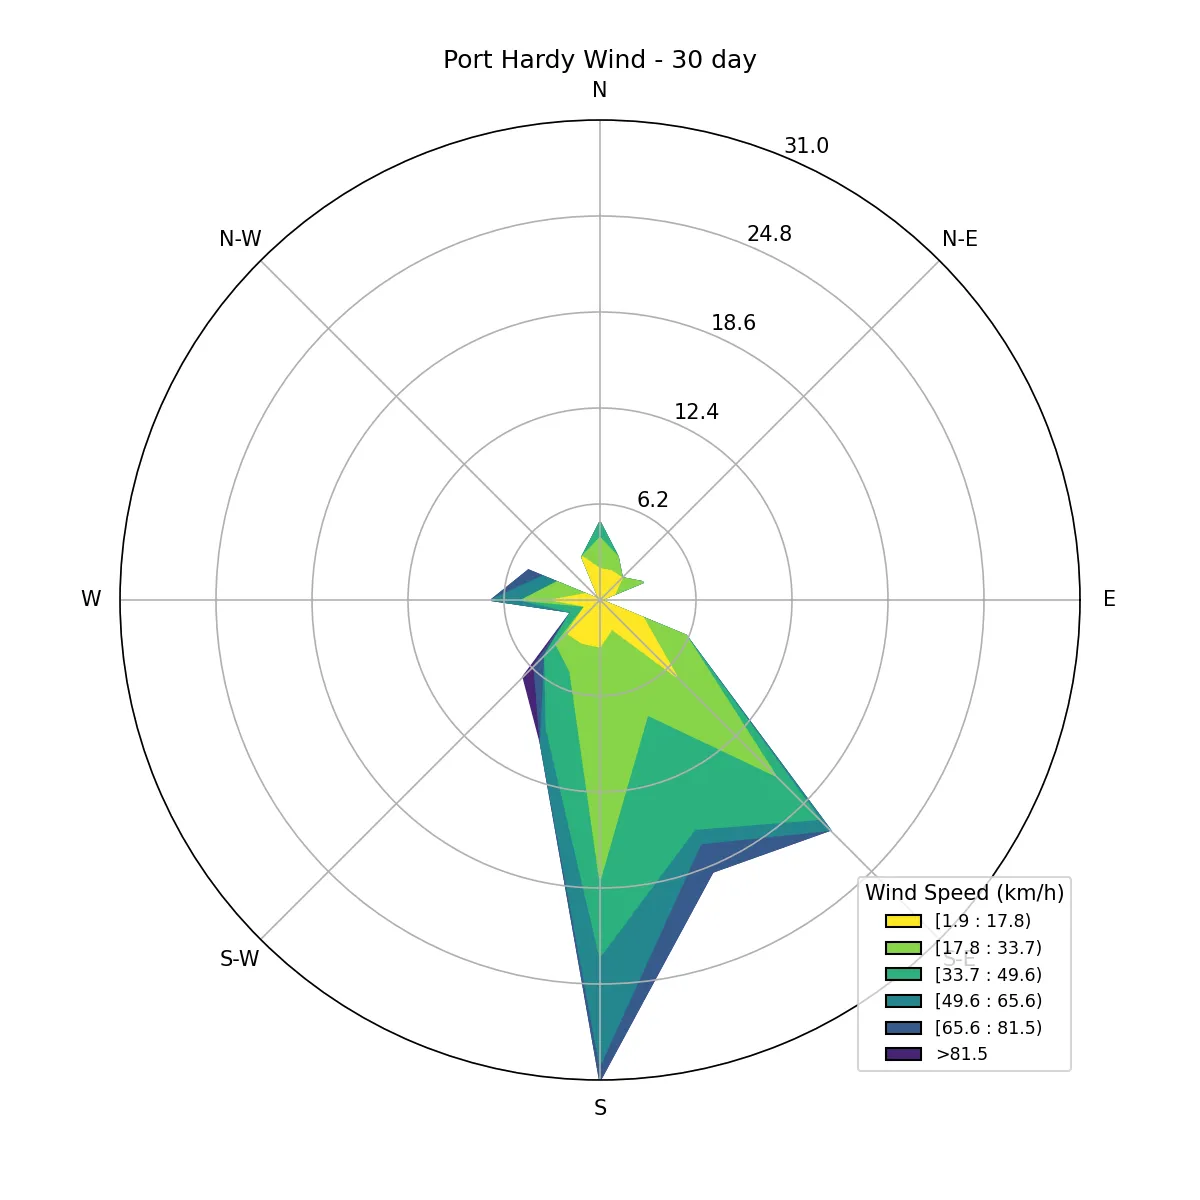 Port Hardy Wind - 30 day
N
31.0
N-W
24.8
N-E
18.6
12.4
6.2
W
E
Wind Speed (km/h)
[1.9 : 17.8)
[17.8 : 33.7)
S-W
S-E
[33.7 : 49.6)
[49.6 : 65.6)
[65.6 : 81.5)
>81.5
S